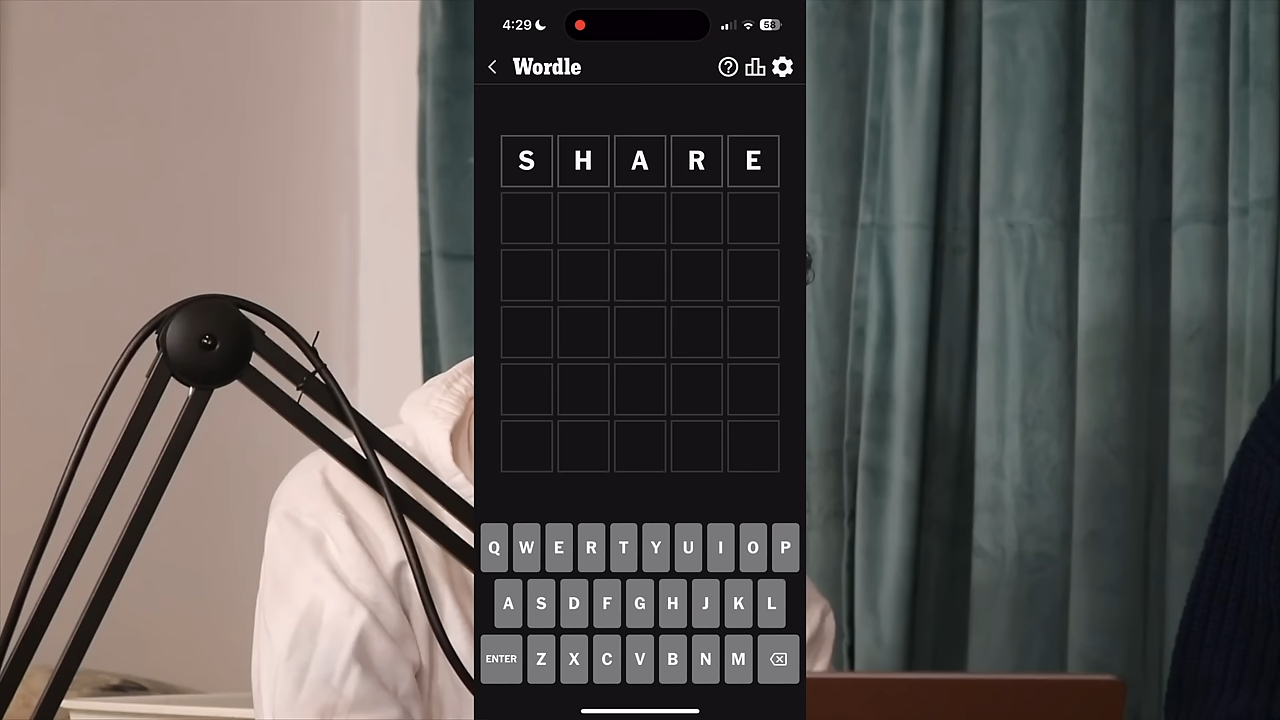 4:29
58
Wordle
S H A R E
Q W E R T Y U I O P
A S D F G H J K L
ENTER Z X C V B N M